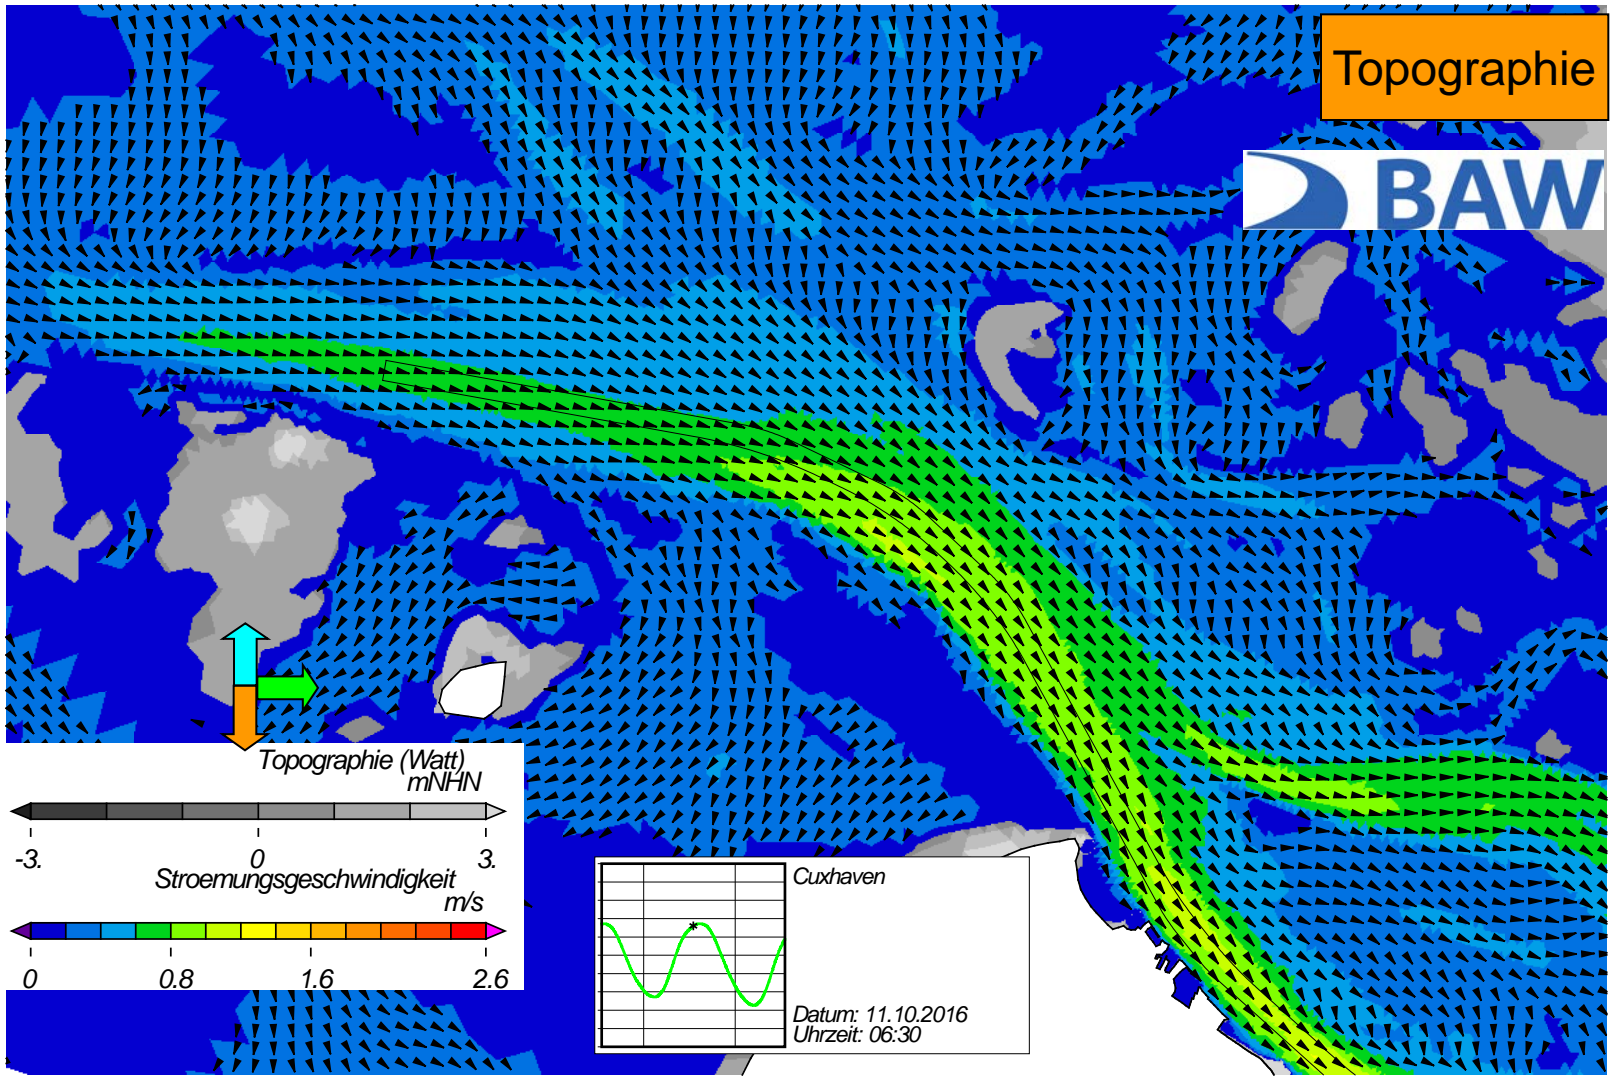 Topographie
BAW
Topographie (Watt)
mNHN
-3. 0 3.
Stroemungsgeschwindigkeit
m/s
0 0.8 1.6 2.6
Cuxhaven
Datum: 11.10.2016
Uhrzeit: 06:30